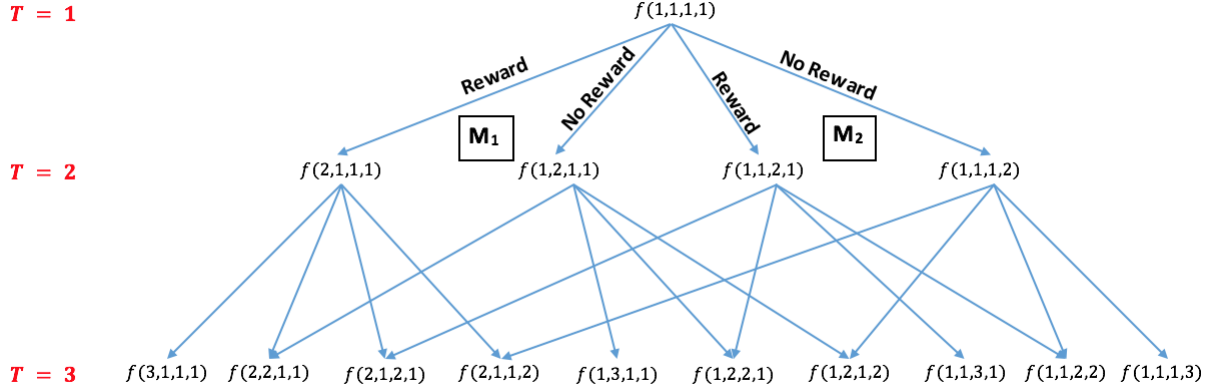 T = 1
f(1,1,1,1)
Reward
No Reward
Reward
No Reward
M₁
M₂
T = 2
f(2,1,1,1)
f(1,2,1,1)
f(1,1,2,1)
f(1,1,1,2)
T = 3
f(3,1,1,1)
f(2,2,1,1)
f(2,1,2,1)
f(2,1,1,2)
f(1,3,1,1)
f(1,2,2,1)
f(1,2,1,2)
f(1,1,3,1)
f(1,1,2,2)
f(1,1,1,3)